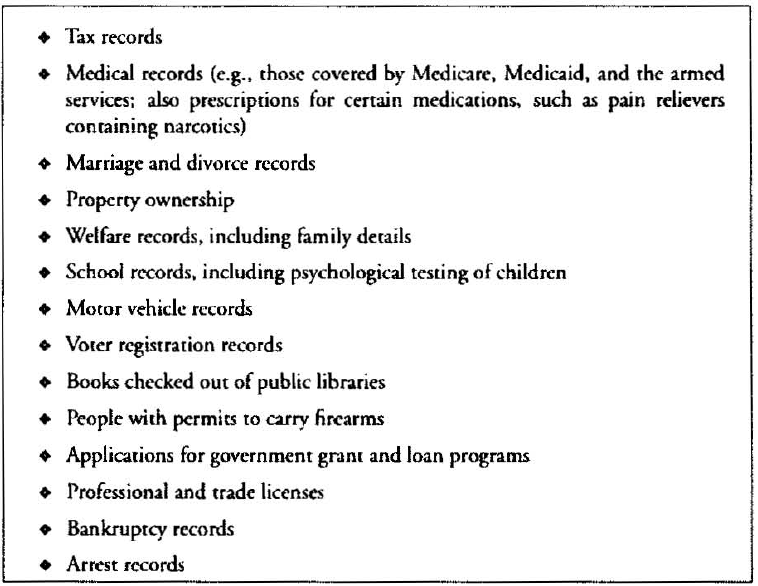 ❖ Tax records
❖ Medical records (e.g., those covered by Medicare, Medicaid, and the armed
services; also prescriptions for certain medications, such as pain relievers
containing narcotics)
❖ Marriage and divorce records
❖ Property ownership
❖ Welfare records, including family details
❖ School records, including psychological testing of children
❖ Motor vehicle records
❖ Voter registration records
❖ Books checked out of public libraries
❖ People with permits to carry firearms
❖ Applications for government grant and loan programs
❖ Professional and trade licenses
❖ Bankruptcy records
❖ Arrest records